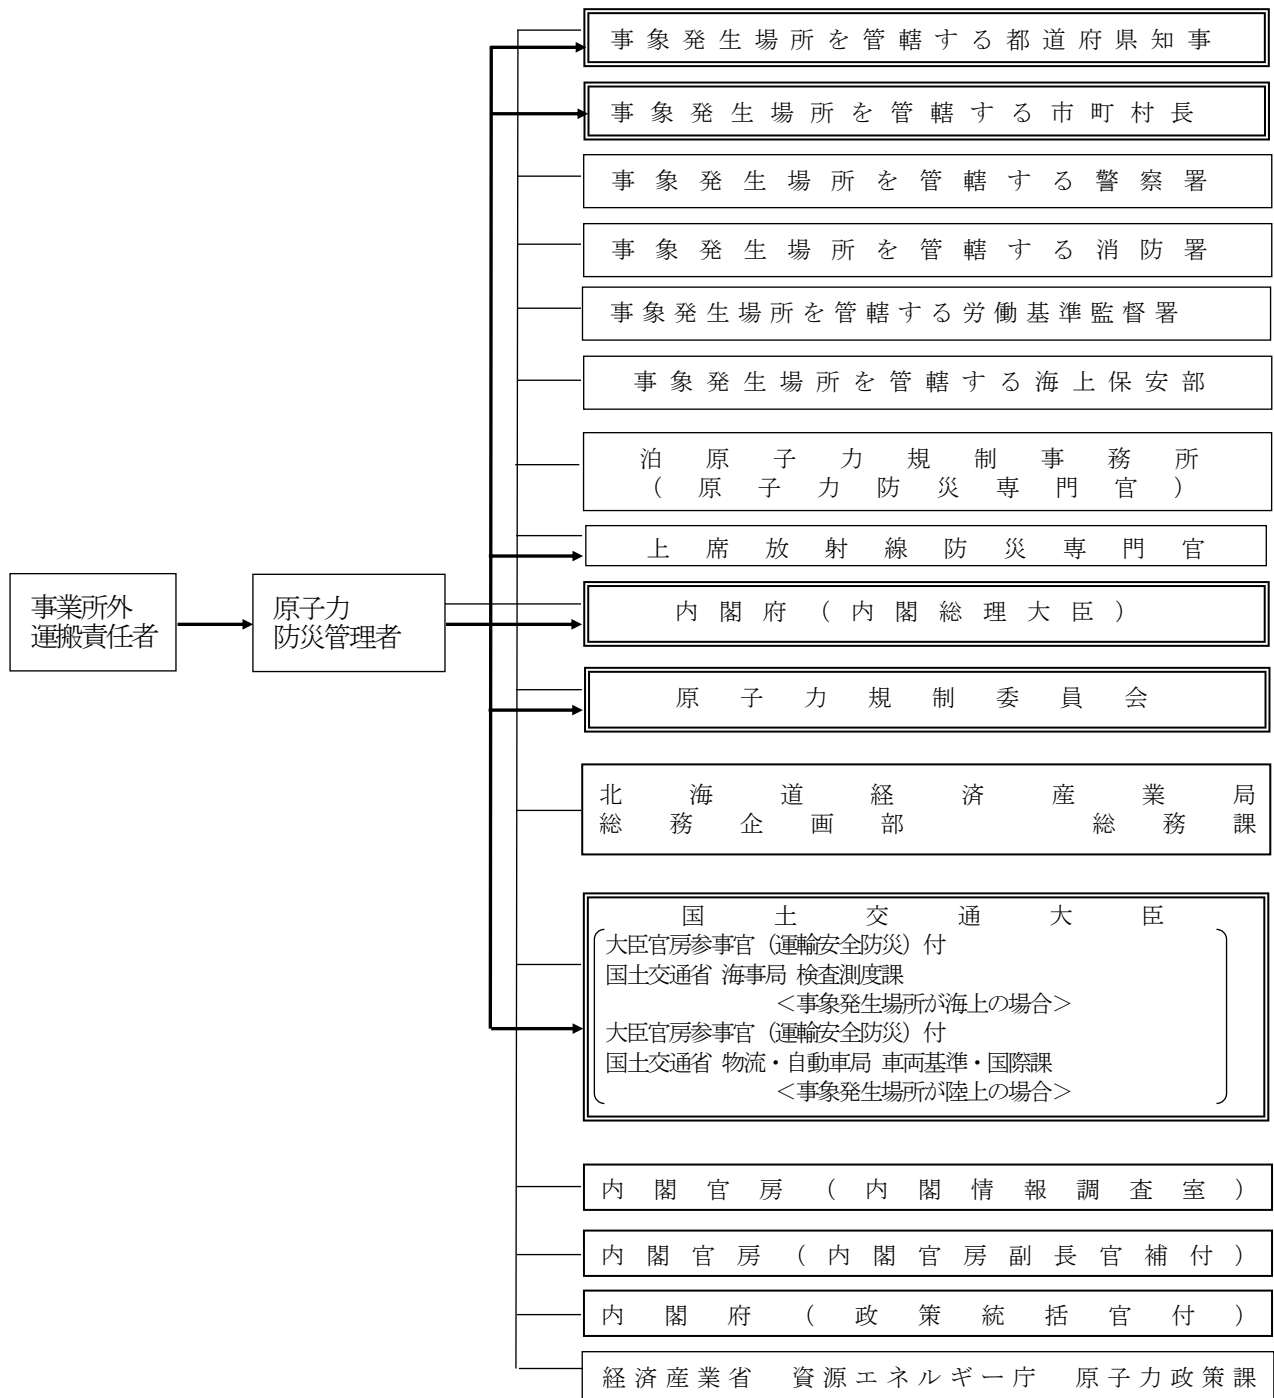 事象発生場所を管轄する都道府県知事
事象発生場所を管轄する市町村長
事象発生場所を管轄する警察署
事象発生場所を管轄する消防署
事象発生場所を管轄する労働基準監督署
事象発生場所を管轄する海上保安部
泊原子力規制事務所
(原子力防災専門官)
上席放射線防災専門官
事業所外
運搬責任者
原子力
防災管理者
内閣府(内閣総理大臣)
原子力規制委員会
北海道経済産業局
総務企画部 総務課
国土交通大臣
大臣官房参事官(運輸安全防災)付
国土交通省 海事局 検査測度課
<事象発生場所が海上の場合>
大臣官房参事官(運輸安全防災)付
国土交通省 物流・自動車局 車両基準・国際課
<事象発生場所が陸上の場合>
内閣官房(内閣情報調査室)
内閣官房(内閣官房副長官補付)
内閣府(政策統括官付)
経済産業省 資源エネルギー庁 原子力政策課